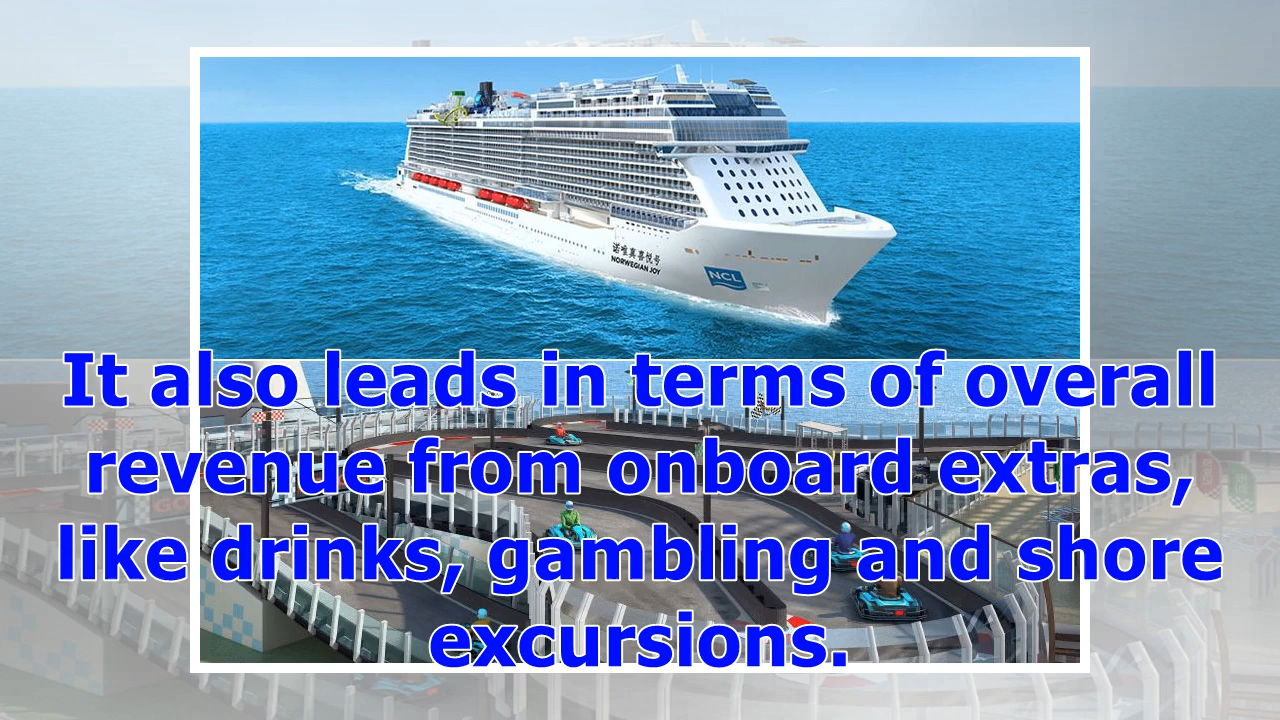 诺唯真喜悦号
NORWEGIAN JOY
NCL
It also leads in terms of overall
revenue from onboard extras,
like drinks, gambling and shore
excursions.